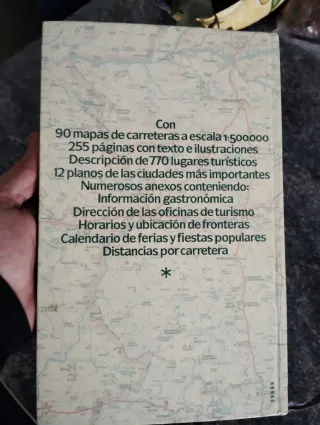 Con
90 mapas de carreteras a escala 1:500.000
255 páginas con texto e ilustraciones
Descripción de 770 lugares turísticos
12 planos de las ciudades más importantes
Numerosos anexos conteniendo:
Información gastronómica
Dirección de las oficinas de turismo
Horarios y ubicación de fronteras
Calendario de ferias y fiestas populares
Distancias por carretera
*